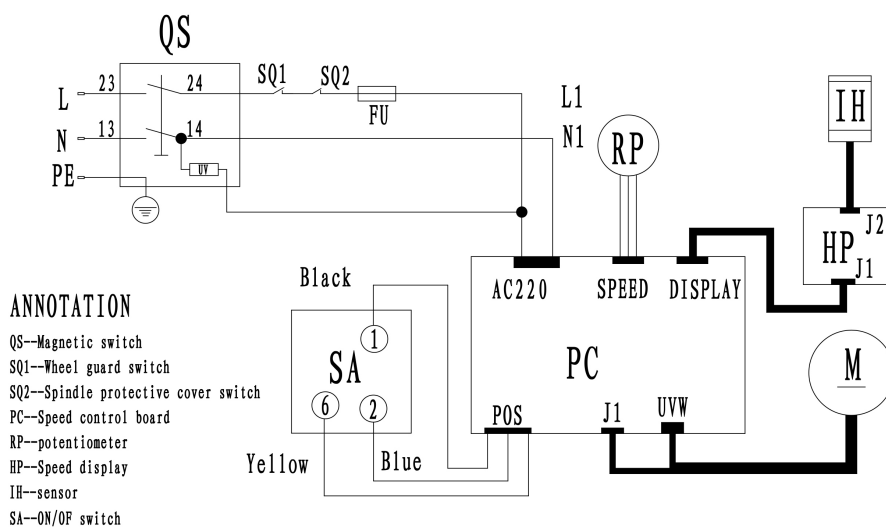 QS
L 23 24 SQ1 SQ2
FU
L1
N 13 14 N1
UV
PE
RP
IH
J2
HP
J1
AC220 SPEED DISPLAY
PC
M
Black
1
SA
6 2
Yellow Blue
POS J1 UVW
ANNOTATION
QS--Magnetic switch
SQ1--Wheel guard switch
SQ2--Spindle protective cover switch
PC--Speed control board
RP--potentiometer
HP--Speed display
IH--sensor
SA--ON/OF switch